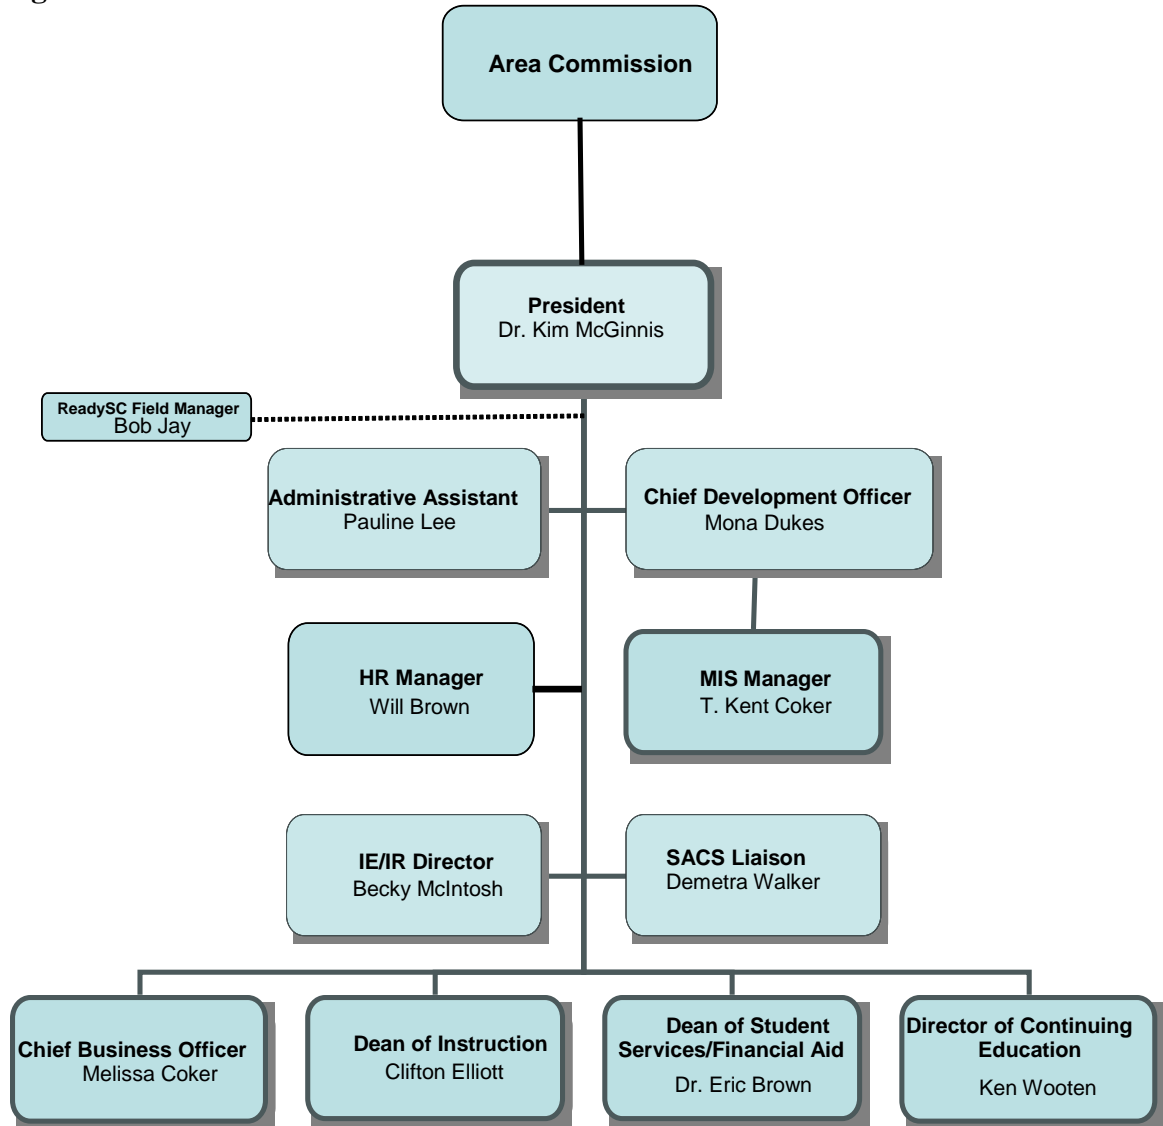 Area Commission
President
Dr. Kim McGinnis
ReadySC Field Manager
Bob Jay
Administrative Assistant
Pauline Lee
Chief Development Officer
Mona Dukes
HR Manager
Will Brown
MIS Manager
T. Kent Coker
IE/IR Director
Becky McIntosh
SACS Liaison
Demetra Walker
Chief Business Officer
Melissa Coker
Dean of Instruction
Clifton Elliott
Dean of Student
Services/Financial Aid
Dr. Eric Brown
Director of Continuing
Education
Ken Wooten